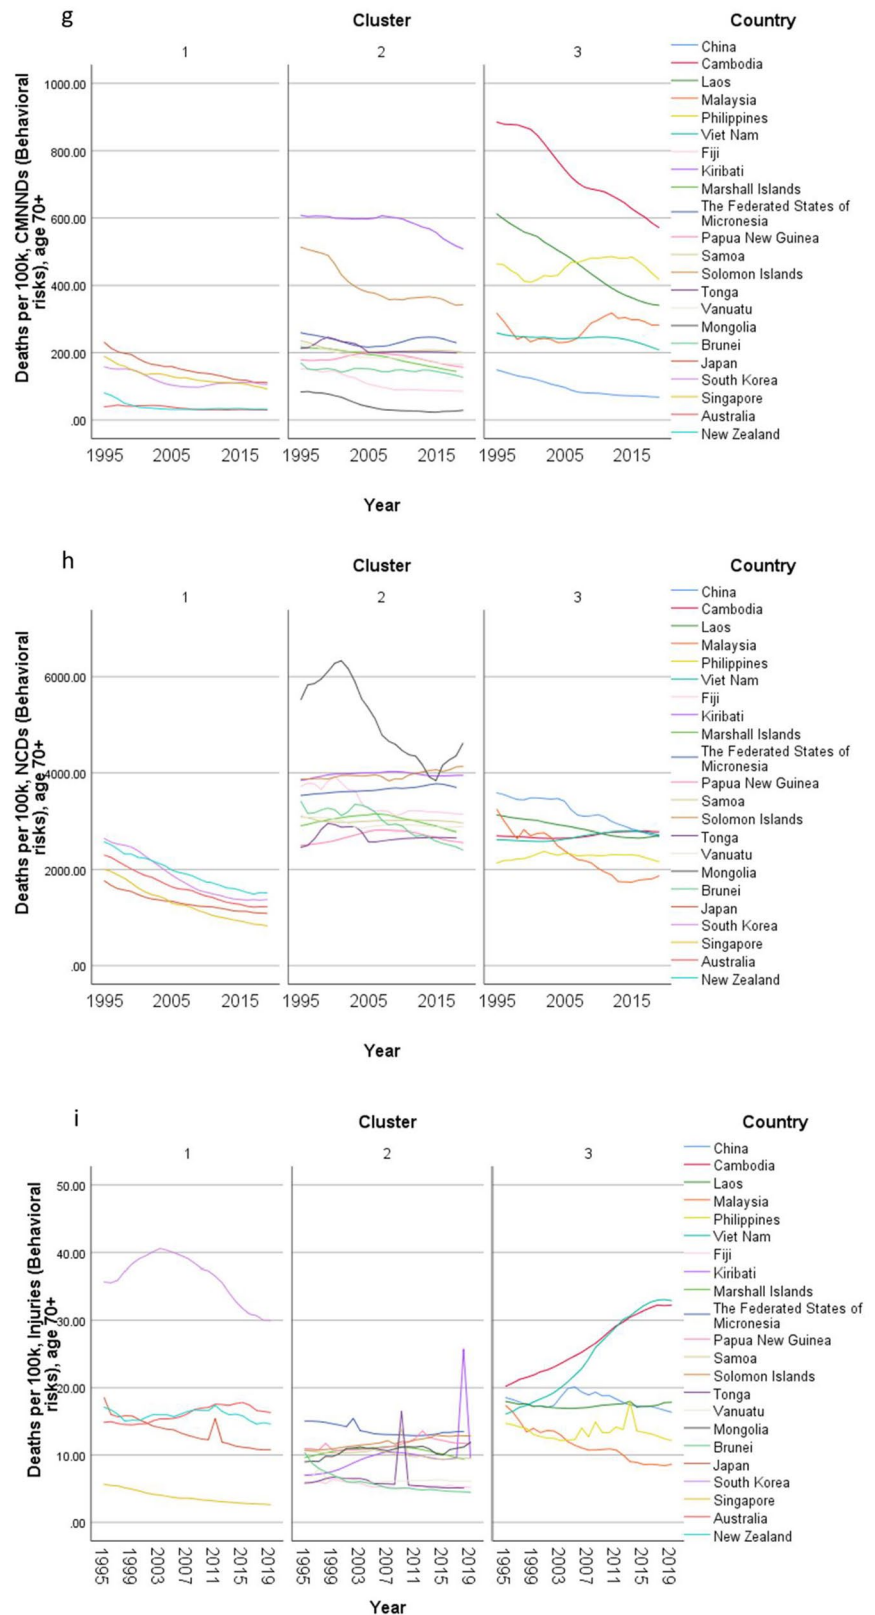 g
Cluster
Country
1
2
3
Deaths per 100k, CMNNDs (Behavioral
risks), age 70+
1000.00
800.00
600.00
400.00
200.00
.00
1995
2005
2015
1995
2005
2015
1995
2005
2015
Year
China
Cambodia
Laos
Malaysia
Philippines
Viet Nam
Fiji
Kiribati
Marshall Islands
The Federated States of
Micronesia
Papua New Guinea
Samoa
Solomon Islands
Tonga
Vanuatu
Mongolia
Brunei
Japan
South Korea
Singapore
Australia
New Zealand
h
Cluster
Country
1
2
3
Deaths per 100k, NCDs (Behavioral
risks), age 70+
6000.00
4000.00
2000.00
.00
1995
2005
2015
1995
2005
2015
1995
2005
2015
Year
China
Cambodia
Laos
Malaysia
Philippines
Viet Nam
Fiji
Kiribati
Marshall Islands
The Federated States of
Micronesia
Papua New Guinea
Samoa
Solomon Islands
Tonga
Vanuatu
Mongolia
Brunei
Japan
South Korea
Singapore
Australia
New Zealand
i
Cluster
Country
1
2
3
Deaths per 100k, Injuries (Behavioral
risks), age 70+
50.00
40.00
30.00
20.00
10.00
.00
1995
1999
2003
2007
2011
2015
2019
1995
1999
2003
2007
2011
2015
2019
1995
1999
2003
2007
2011
2015
2019
Year
China
Cambodia
Laos
Malaysia
Philippines
Viet Nam
Fiji
Kiribati
Marshall Islands
The Federated States of
Micronesia
Papua New Guinea
Samoa
Solomon Islands
Tonga
Vanuatu
Mongolia
Brunei
Japan
South Korea
Singapore
Australia
New Zealand